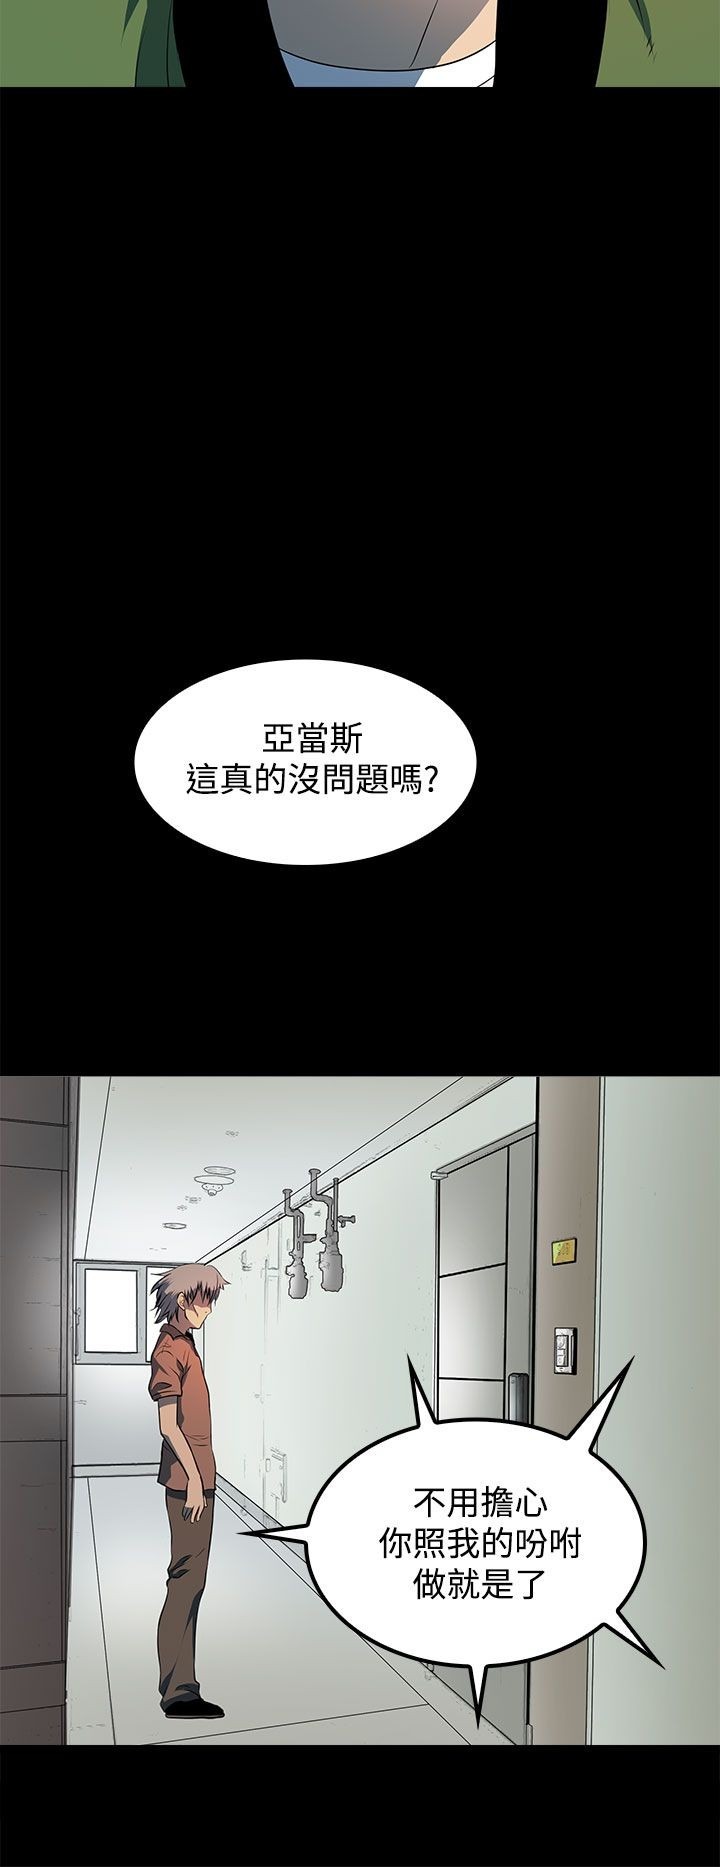 亞當斯
這真的沒問題嗎?
不用擔心
你照我的吩咐
做就是了